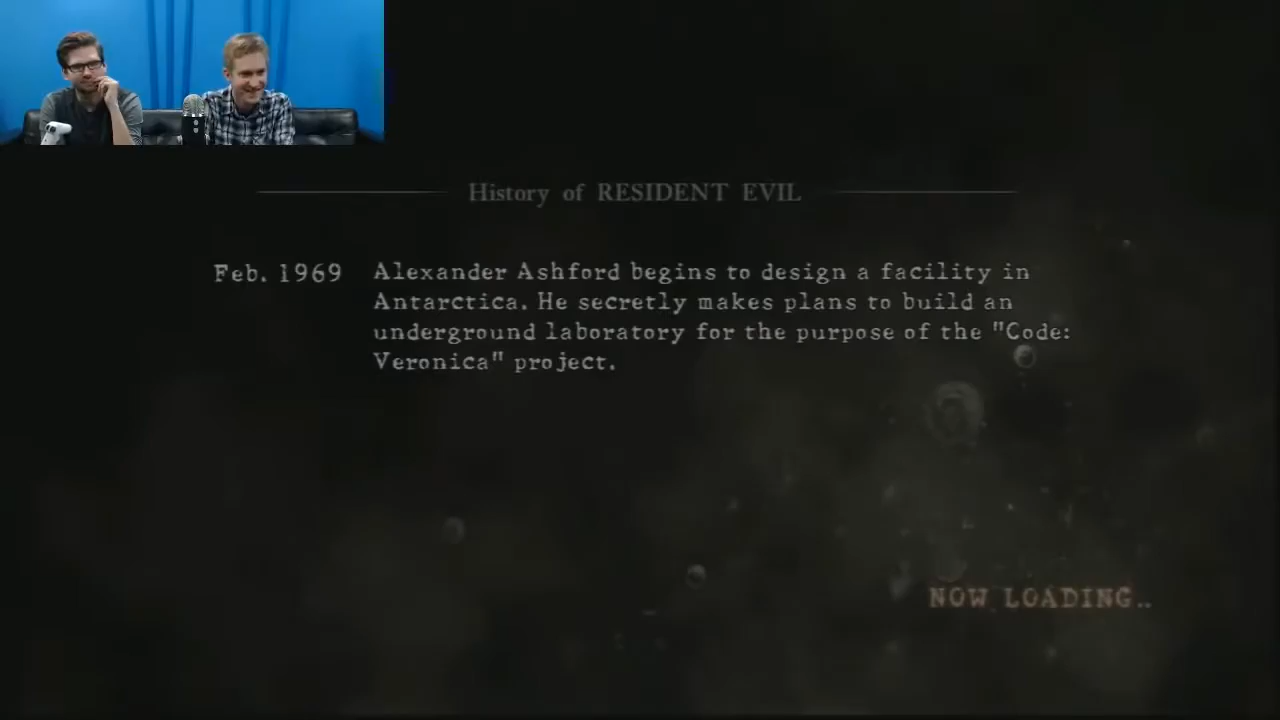 History of RESIDENT EVIL
Feb. 1969 Alexander Ashford begins to design a facility in
Antarctica. He secretly makes plans to build an
underground laboratory for the purpose of the "Code:
Veronica" project.
NOW LOADING..